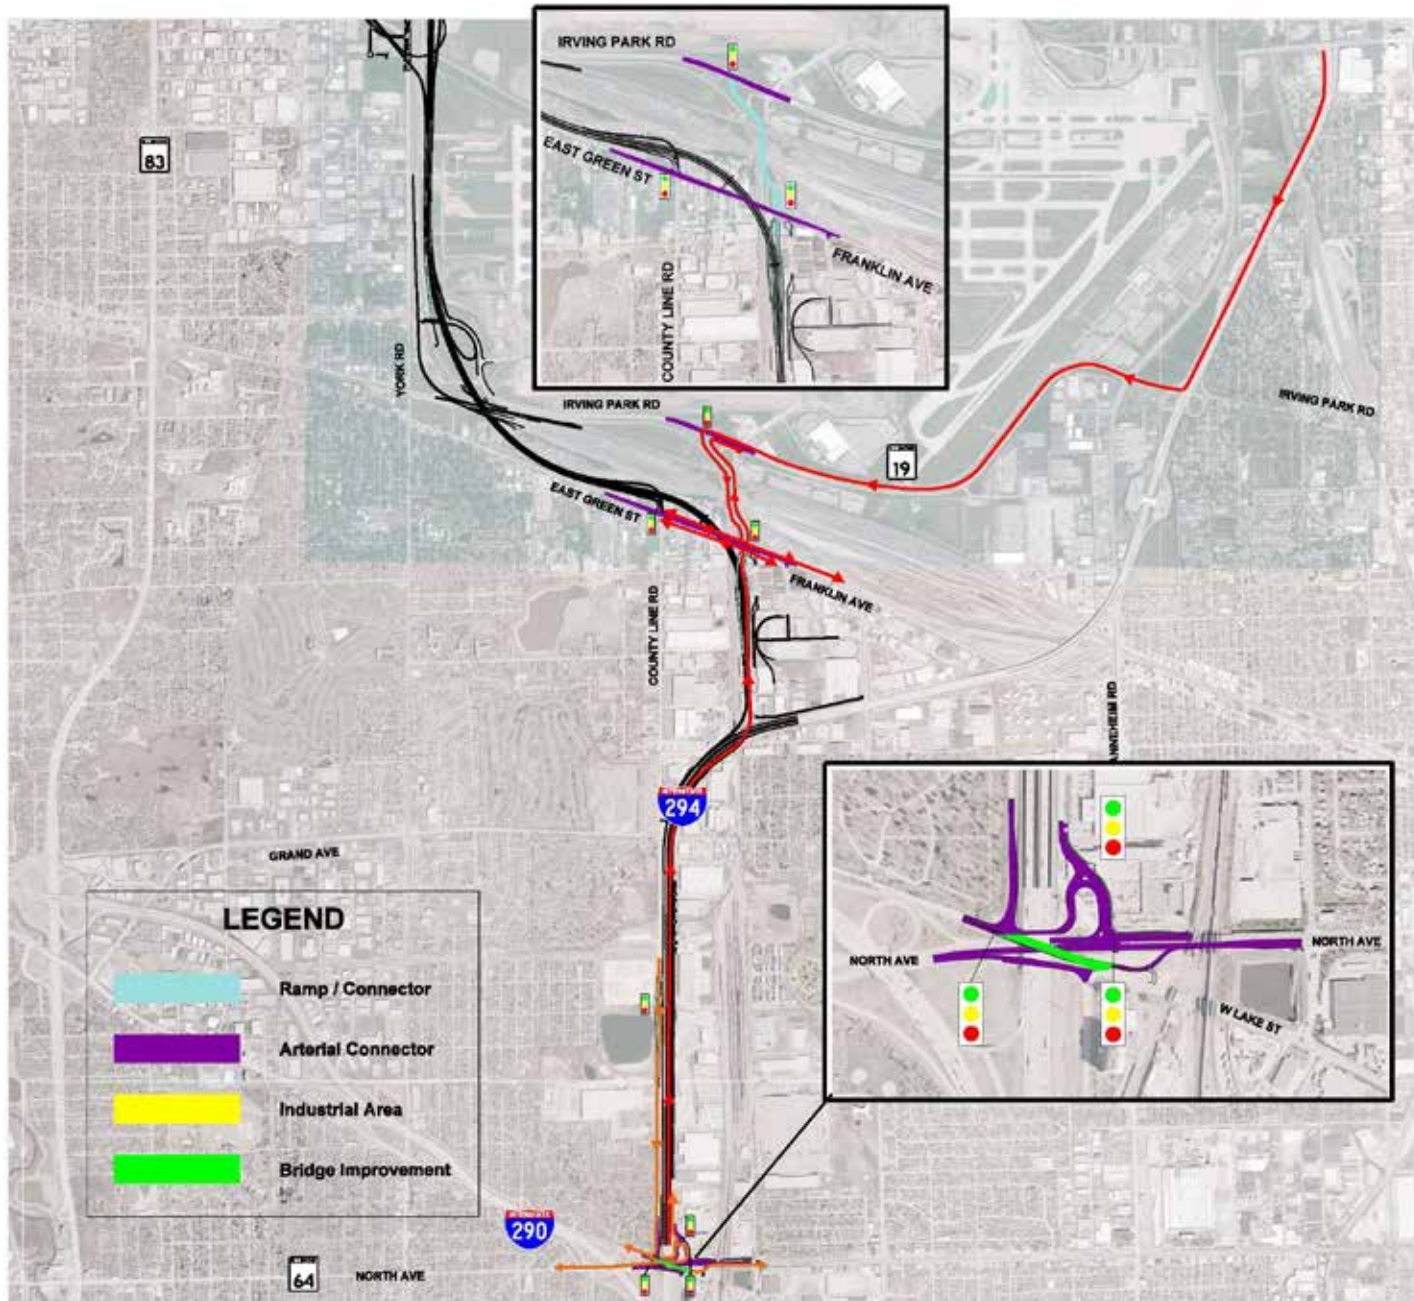 IRVING PARK RD
EAST GREEN ST
FRANKLIN AVE
COUNTY LINE RD
83
YORK RD
IRVING PARK RD
IRVING PARK RD
19
EAST GREEN ST
FRANKLIN AVE
COUNTY LINE RD
ANNEHEIM RD
294
GRAND AVE
NORTH AVE
NORTH AVE
W LAKE ST
LEGEND
Ramp / Connector
Arterial Connector
Industrial Area
Bridge Improvement
290
64
NORTH AVE